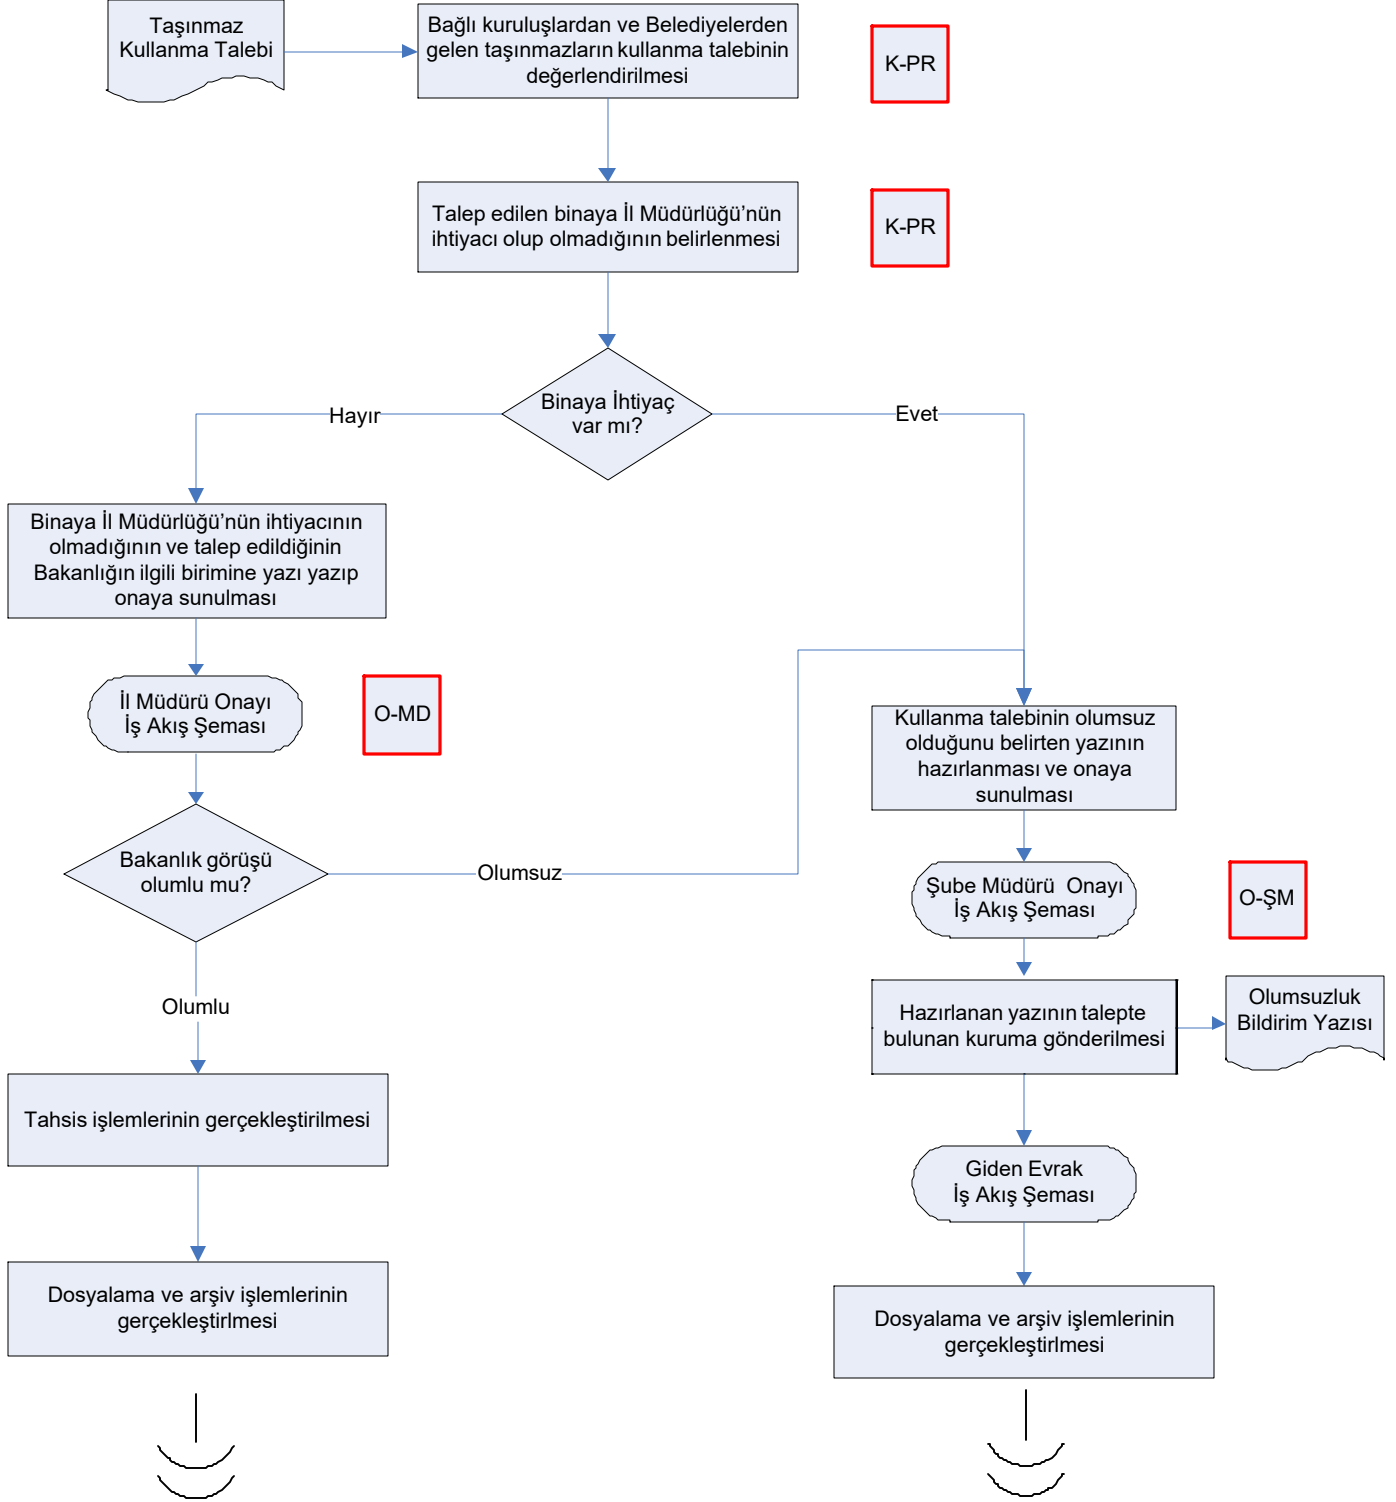 Taşınmaz
Kullanma Talebi
Bağlı kuruluşlardan ve Belediyelerden
gelen taşınmazların kullanma talebinin
değerlendirilmesi
K-PR
Talep edilen binaya İl Müdürlüğü’nün
ihtiyacı olup olmadığının belirlenmesi
K-PR
Binaya İhtiyaç
var mı?
Hayır
Evet
Binaya İl Müdürlüğü’nün ihtiyacının
olmadığının ve talep edildiğinin
Bakanlığın ilgili birimine yazı yazıp
onaya sunulması
İl Müdürü Onayı
İş Akış Şeması
O-MD
Kullanma talebinin olumsuz
olduğunu belirten yazının
hazırlanması ve onaya
sunulması
Bakanlık görüşü
olumlu mu?
Olumsuz
Şube Müdürü  Onayı
İş Akış Şeması
O-ŞM
Olumlu
Hazırlanan yazının talepte
bulunan kuruma gönderilmesi
Olumsuzluk
Bildirim Yazısı
Tahsis işlemlerinin gerçekleştirilmesi
Giden Evrak
İş Akış Şeması
Dosyalama ve arşiv işlemlerinin
gerçekleştirlmesi
Dosyalama ve arşiv işlemlerinin
gerçekleştirlmesi